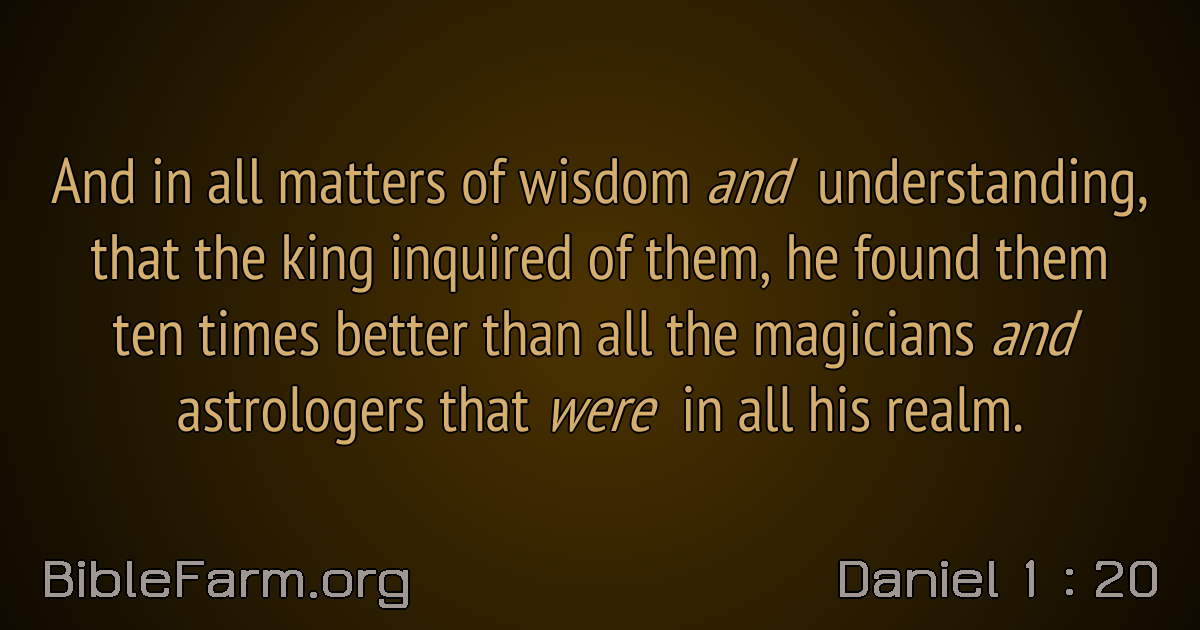 And in all matters of wisdom and understanding,
that the king inquired of them, he found them
ten times better than all the magicians and
astrologers that were in all his realm.
BibleFarm.org
Daniel 1 : 20